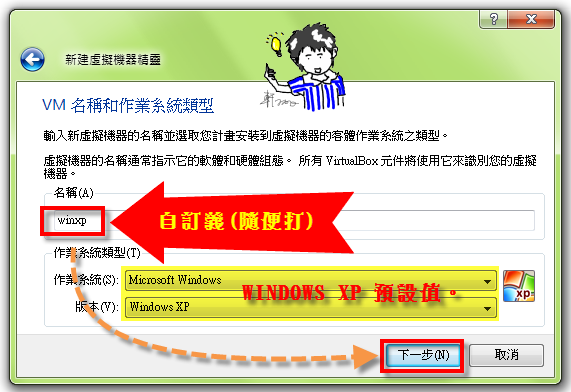 ?
新建虛擬機器精靈
VM 名稱和作業系統類型
輸入新虛擬機器的名稱並選取您計畫安裝到虛擬機器的客體作業系統之類型。
虛擬機器的名稱通常指示它的軟體和硬體組態。 所有 VirtualBox 元件將使用它來識別您的虛擬
機器。
名稱(A)
winxp
自訂義(隨便打)
作業系統類型(T)
作業系統(S): Microsoft Windows
WINDOWS XP 預設值。
版本(V): Windows XP
xp
下一步(N)
取消